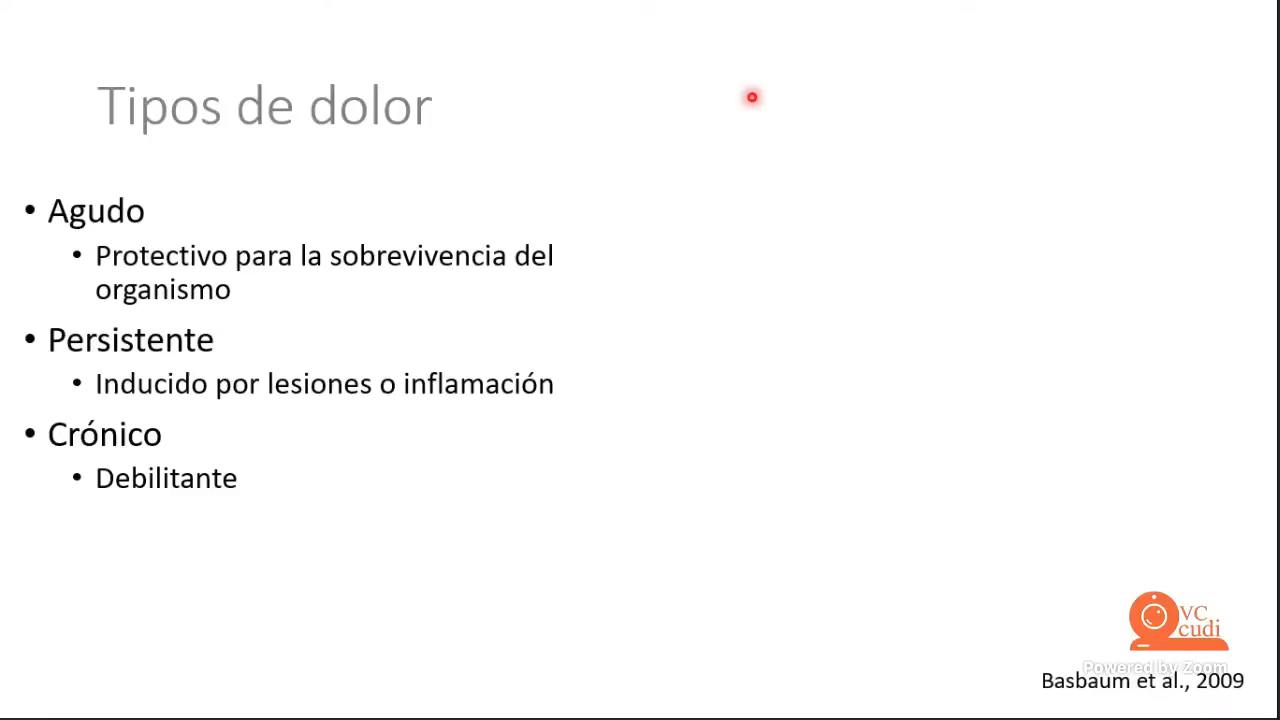 Tipos de dolor
• Agudo
• Protectivo para la sobrevivencia del
organismo
• Persistente
• Inducido por lesiones o inflamación
• Crónico
• Debilitante
VC
cudi
Powered by Zoom
Basbaum et al., 2009